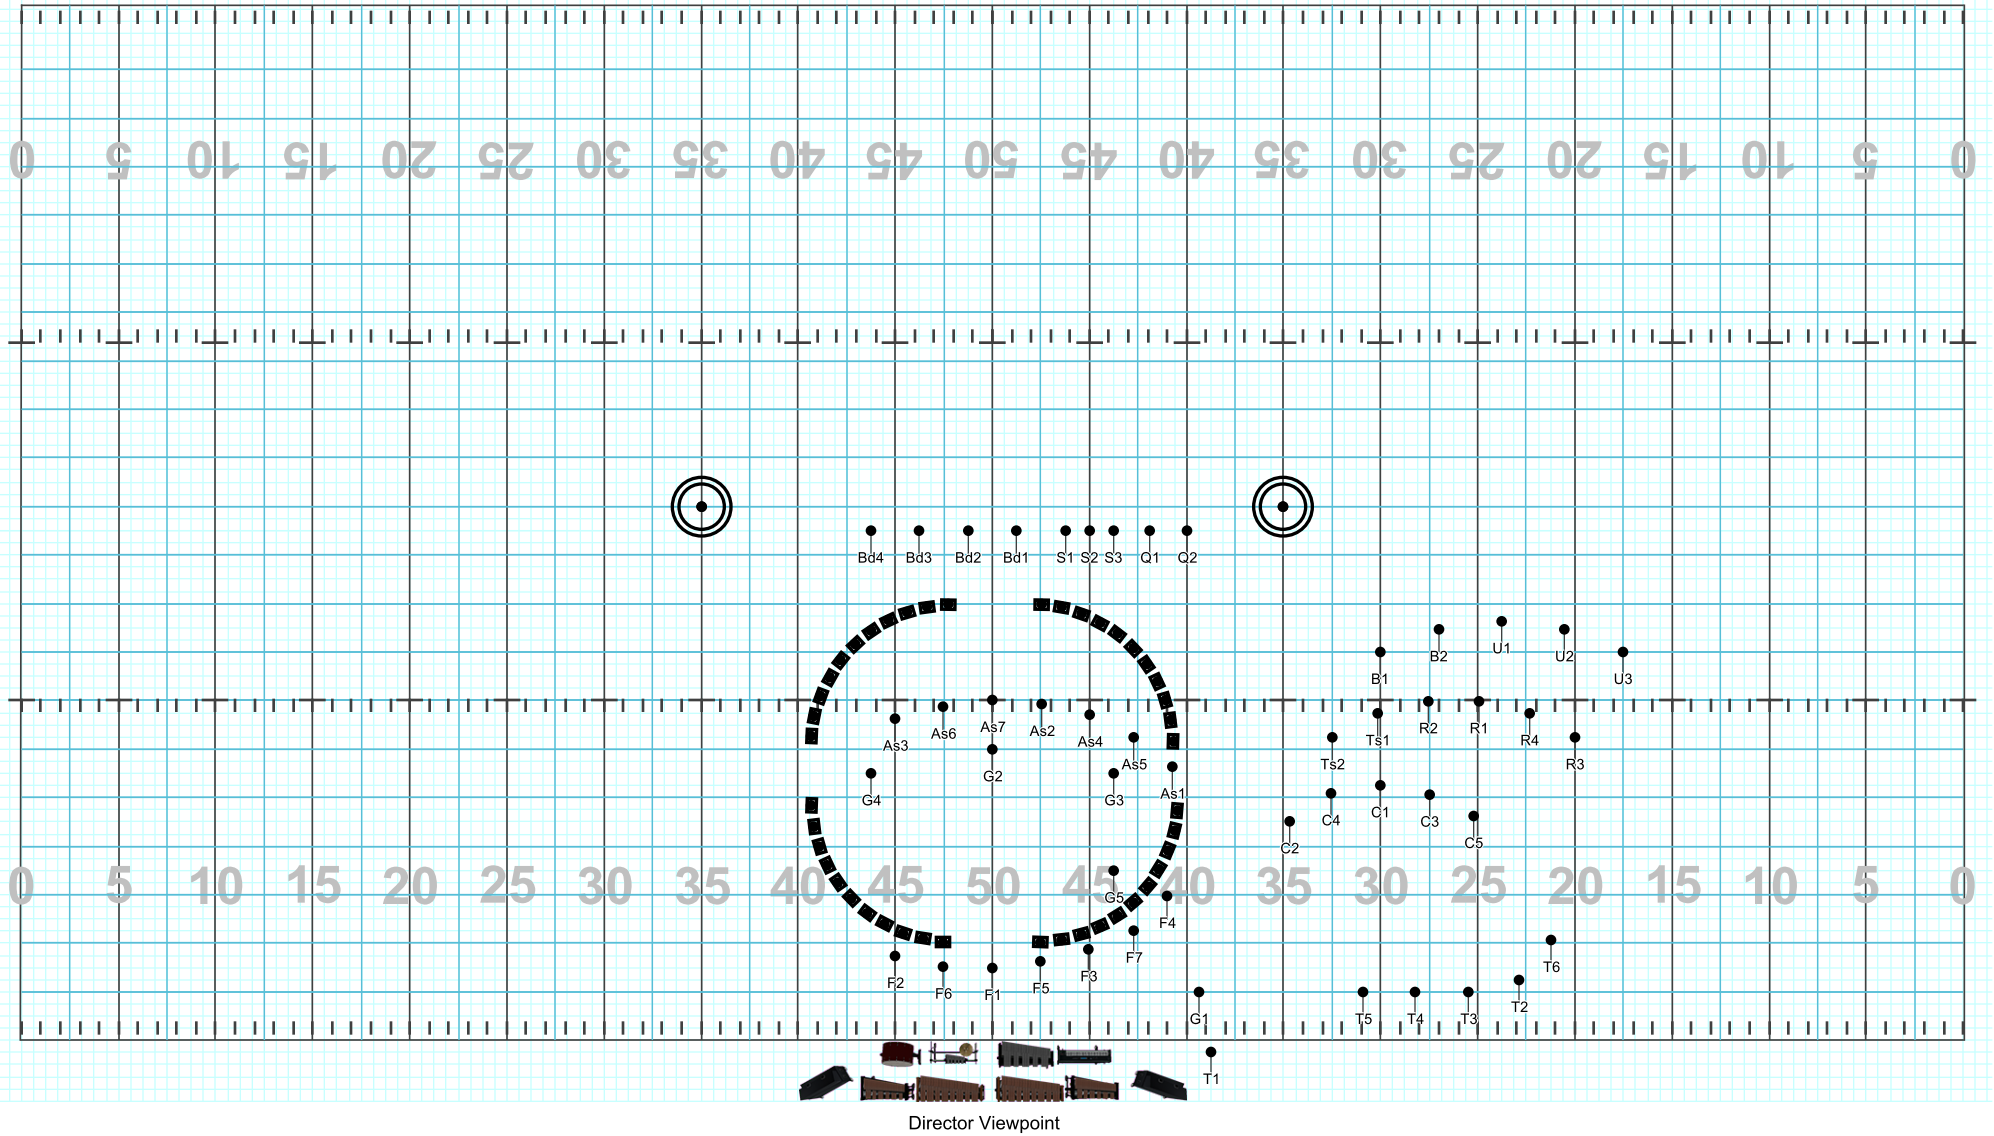 0 5 10 15 20 25 30 35 40 45 50 45 40 35 30 25 20 15 10 5 0
Bd4 Bd3 Bd2 Bd1 S1 S2 S3 Q1 Q2
B2 U1 U2
B1 U3
As3 As6 As7 As2 As4 Ts1 R2 R1 R4
As5 Ts2 R3
G2
G4 G3 As1
C4 C1 C3
C2 C5
0 5 10 15 20 25 30 35 40 45 50 45 40 35 30 25 20 15 10 5 0
G5
F4
F7
T6
F2 F6 F1 F5 F3
T2
G1 T5 T4 T3
T1
Director Viewpoint